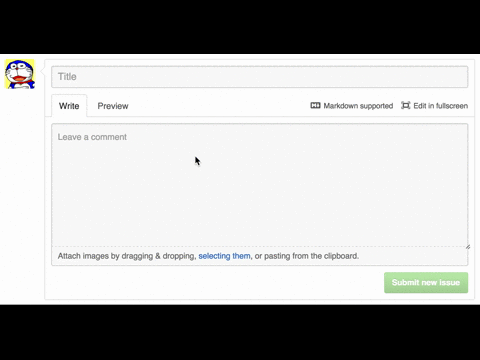 Title
Write Preview Markdown supported Edit in fullscreen
Leave a comment
Attach images by dragging & dropping, selecting them, or pasting from the clipboard.
Submit new issue